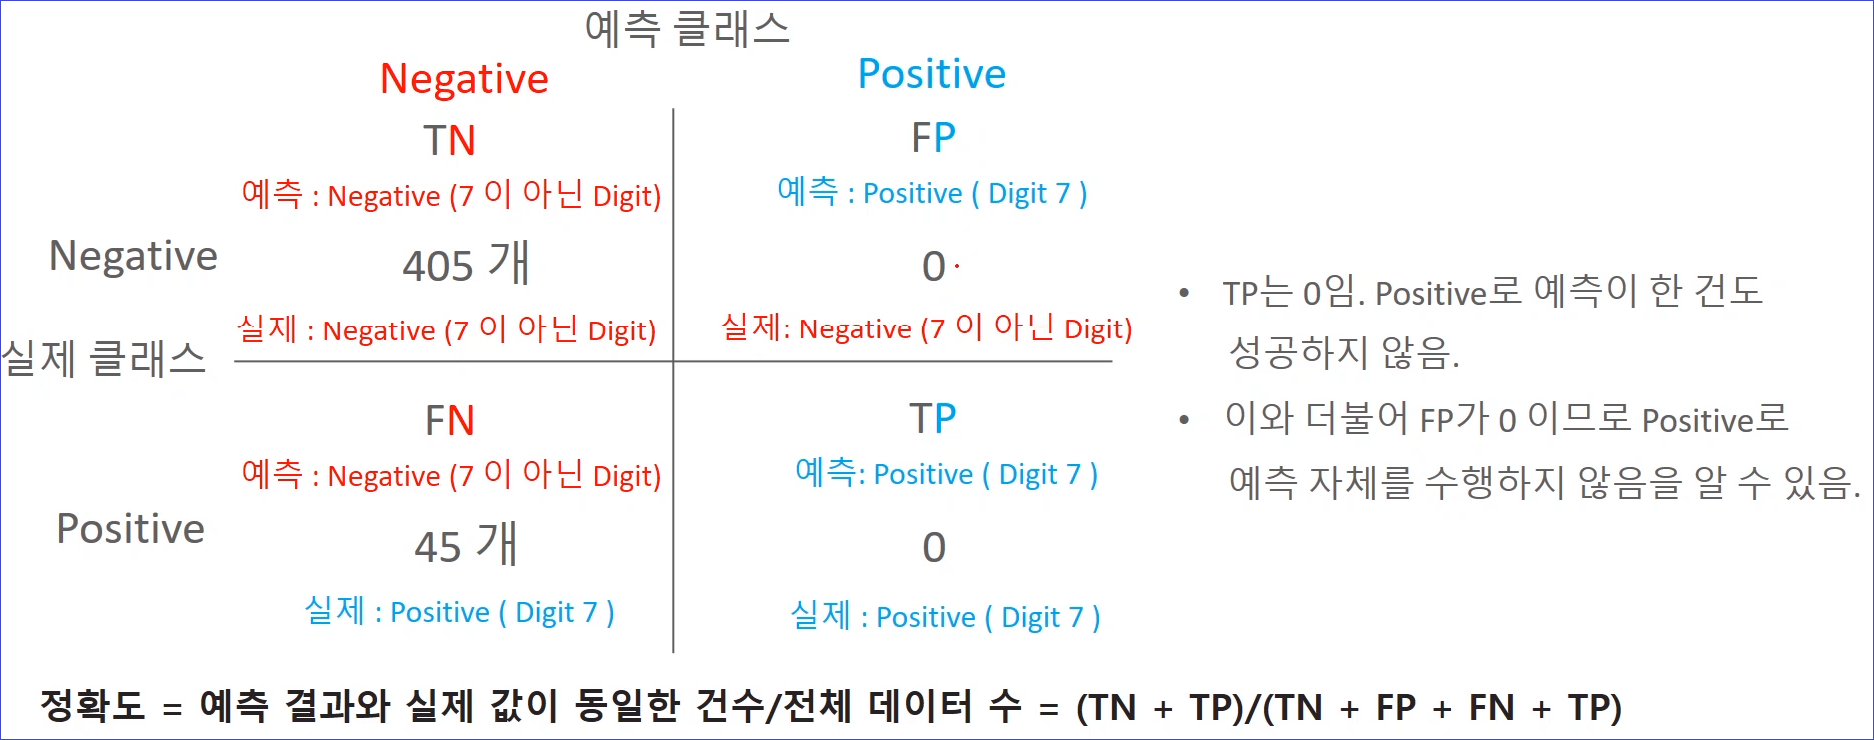 예측 클래스
Negative
Positive
TN
FP
예측 : Negative (7 이 아닌 Digit)
예측 : Positive ( Digit 7 )
Negative
405 개
0
실제 : Negative (7 이 아닌 Digit)
실제: Negative (7 이 아닌 Digit)
실제 클래스
FN
TP
예측 : Negative (7 이 아닌 Digit)
예측: Positive ( Digit 7 )
Positive
45 개
0
실제 : Positive ( Digit 7 )
실제 : Positive ( Digit 7 )
• TP는 0임. Positive로 예측이 한 건도
성공하지 않음.
• 이와 더불어 FP가 0 이므로 Positive로
예측 자체를 수행하지 않음을 알 수 있음.
정확도 = 예측 결과와 실제 값이 동일한 건수/전체 데이터 수 = (TN + TP)/(TN + FP + FN + TP)